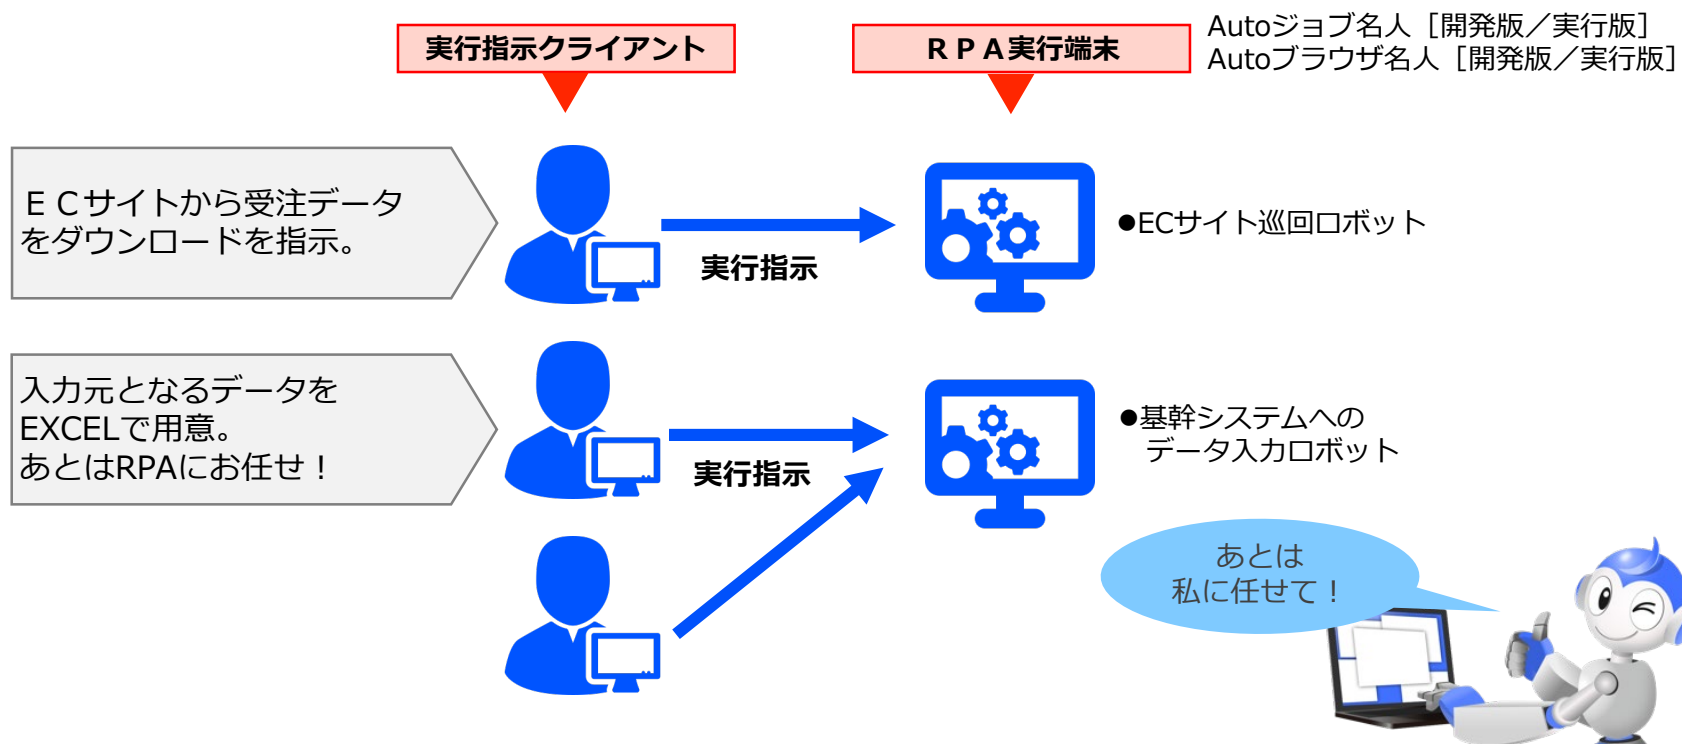 実行指示クライアント
ＲＰＡ実行端末
Autoジョブ名人［開発版／実行版］
Autoブラウザ名人［開発版／実行版］
ＥＣサイトから受注データ
をダウンロードを指示。
実行指示
●ECサイト巡回ロボット
入力元となるデータを
EXCELで用意。
あとはRPAにお任せ！
実行指示
●基幹システムへの
データ入力ロボット
あとは
私に任せて！